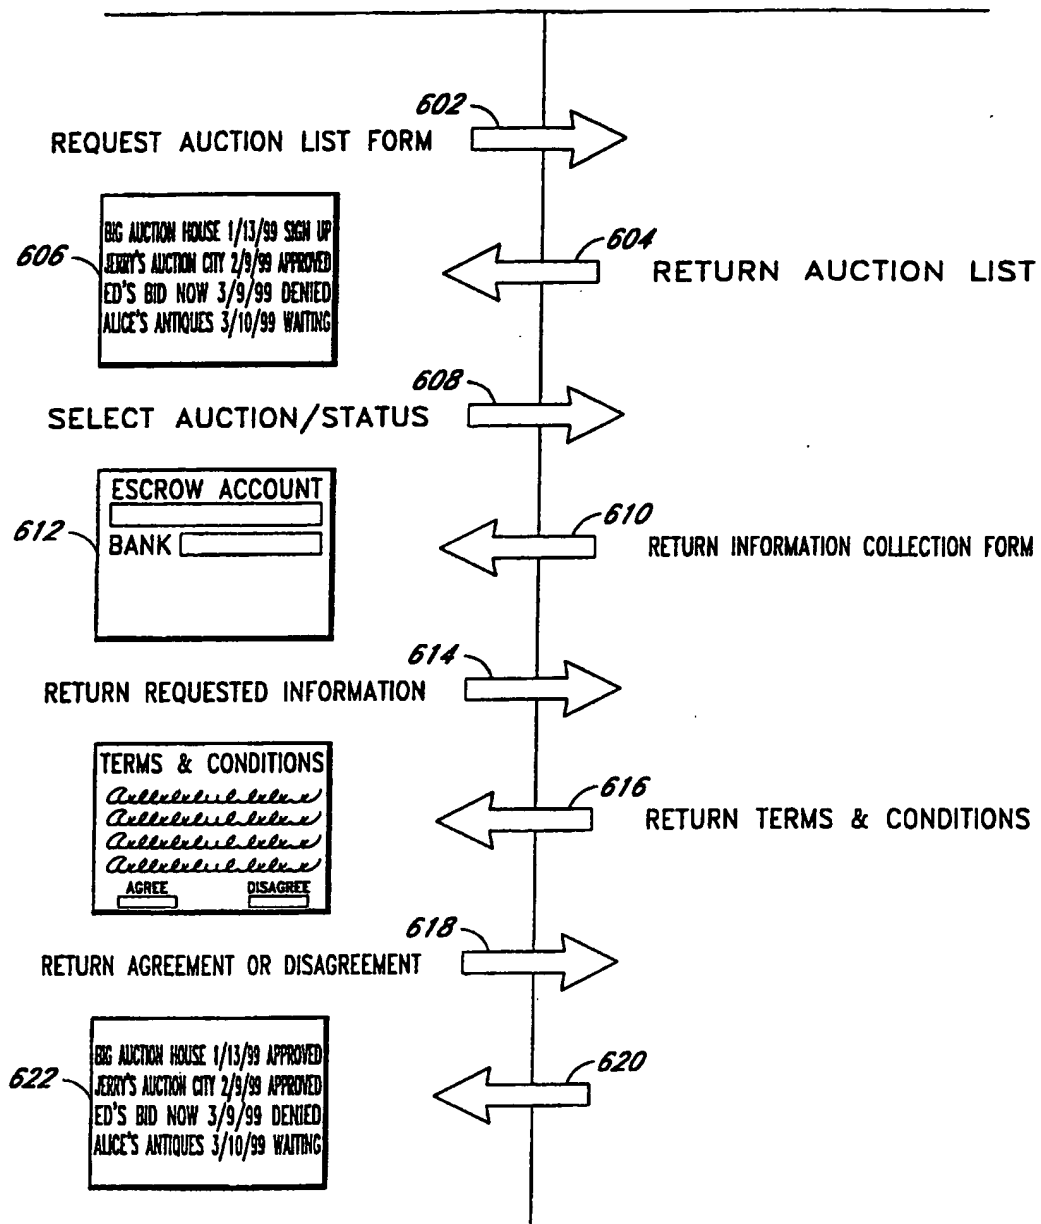 602
REQUEST AUCTION LIST FORM
BIG AUCTION HOUSE 1/13/99 SIGN UP
JERRY'S AUCTION CITY 2/9/99 APPROVED
ED'S BID NOW 3/9/99 DENIED
ALICE'S ANTIQUES 3/10/99 WAITING
606
604
RETURN AUCTION LIST
608
SELECT AUCTION/STATUS
ESCROW ACCOUNT
BANK
612
610
RETURN INFORMATION COLLECTION FORM
614
RETURN REQUESTED INFORMATION
TERMS & CONDITIONS
AGREE DISAGREE
616
RETURN TERMS & CONDITIONS
618
RETURN AGREEMENT OR DISAGREEMENT
BIG AUCTION HOUSE 1/13/99 APPROVED
JERRY'S AUCTION CITY 2/9/99 APPROVED
ED'S BID NOW 3/9/99 DENIED
ALICE'S ANTIQUES 3/10/99 WAITING
622
620